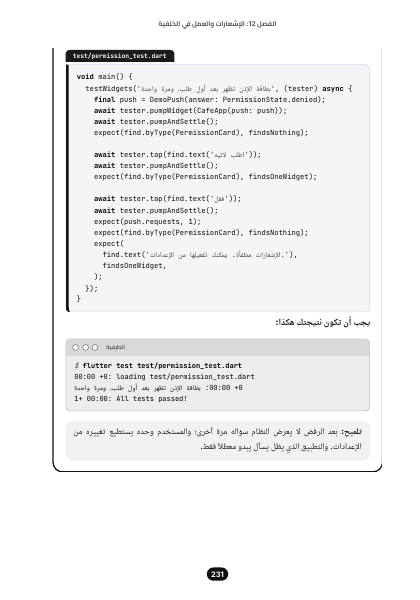 الفصل 12: الإشعارات والعمل في الخلفية
test/permission_test.dart
void main() {
testWidgets('بطاقة الإذن تظهر بعد أول طلب، ومرة واحدة', (tester) async {
final push = DemoPush(answer: PermissionState.denied);
await tester.pumpWidget(CafeApp(push: push));
await tester.pumpAndSettle();
expect(find.byType(PermissionCard), findsNothing);
await tester.tap(find.text('اطلب لاتيه'));
await tester.pumpAndSettle();
expect(find.byType(PermissionCard), findsOneWidget);
await tester.tap(find.text('فعّل'));
await tester.pumpAndSettle();
expect(push.requests, 1);
expect(find.byType(PermissionCard), findsNothing);
expect(
find.text('الإشعارات مطفأة. يمكنك تفعيلها من الإعدادات.'),
findsOneWidget,
);
});
}
يجب أن تكون نتيجتك هكذا:
الطرفية
$ flutter test test/permission_test.dart
00:00 +0: loading test/permission_test.dart
00:00 +0: بطاقة الإذن تظهر بعد أول طلب، ومرة واحدة
00:00 +1: All tests passed!
تلميح: بعد الرفض لا يعرض النظام سؤاله مرة أخرى؛ والمستخدم وحده يستطيع تغييره من
الإعدادات. والتطبيق الذي يظل يسأل يبدو معطلاً فقط.
231